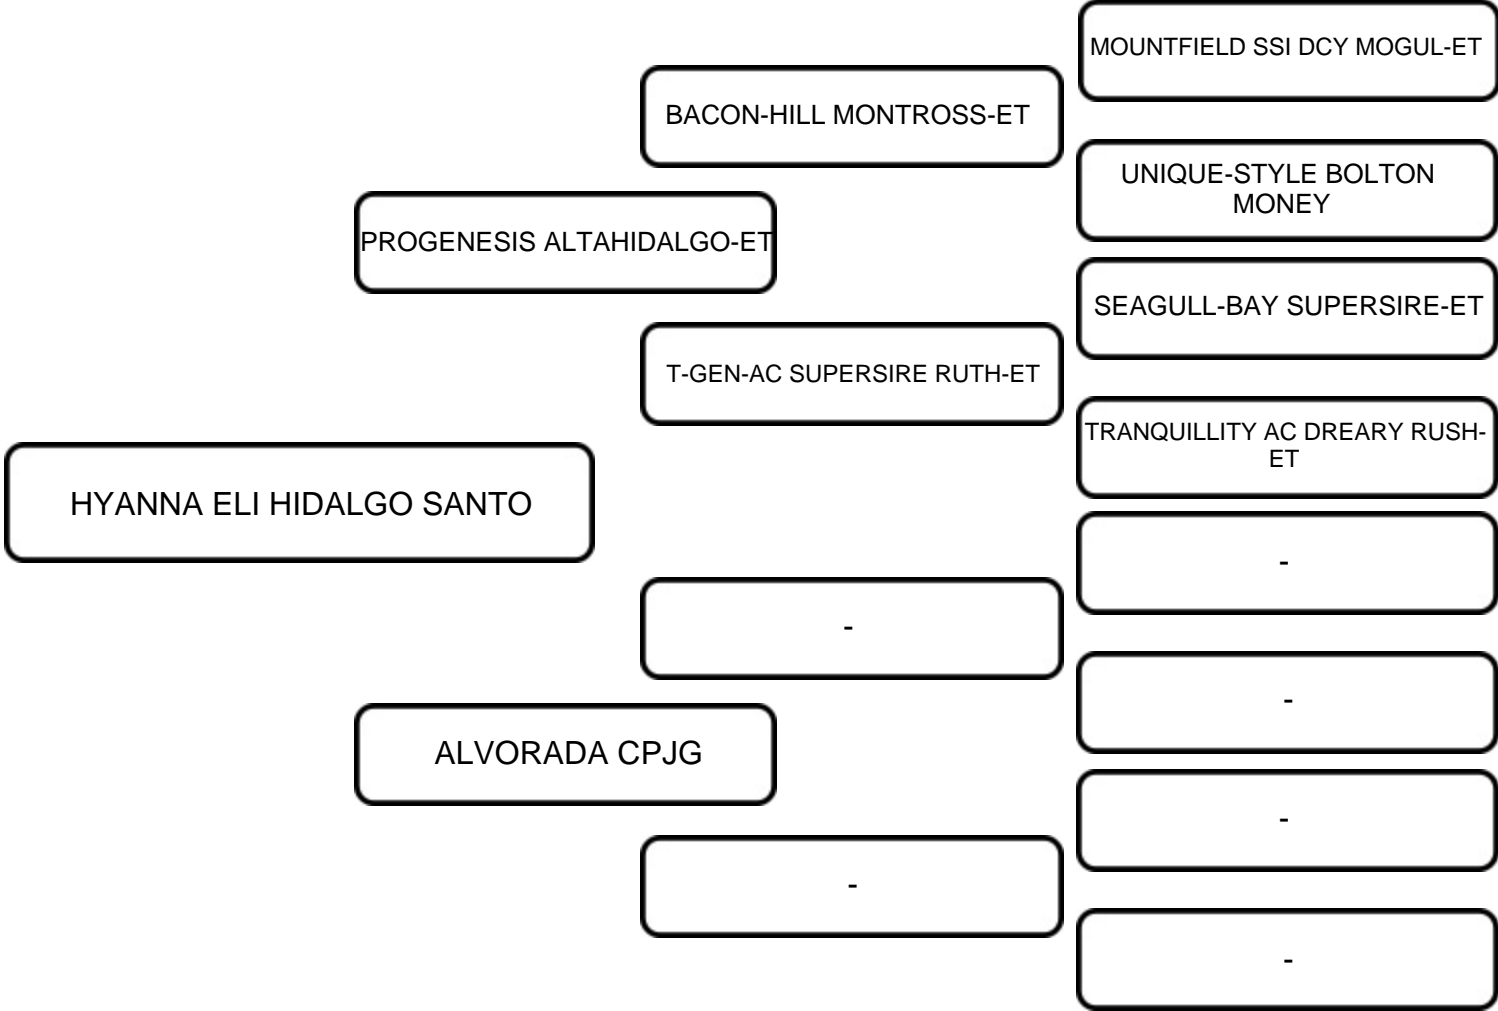 MOUNTFIELD SSI DCY MOGUL-ET
BACON-HILL MONTROSS-ET
UNIQUE-STYLE BOLTON
MONEY
PROGENESIS ALTAHIDALGO-ET
SEAGULL-BAY SUPERSIRE-ET
T-GEN-AC SUPERSIRE RUTH-ET
TRANQUILLITY AC DREARY RUSH-
ET
HYANNA ELI HIDALGO SANTO
-
-
-
ALVORADA CPJG
-
-
-